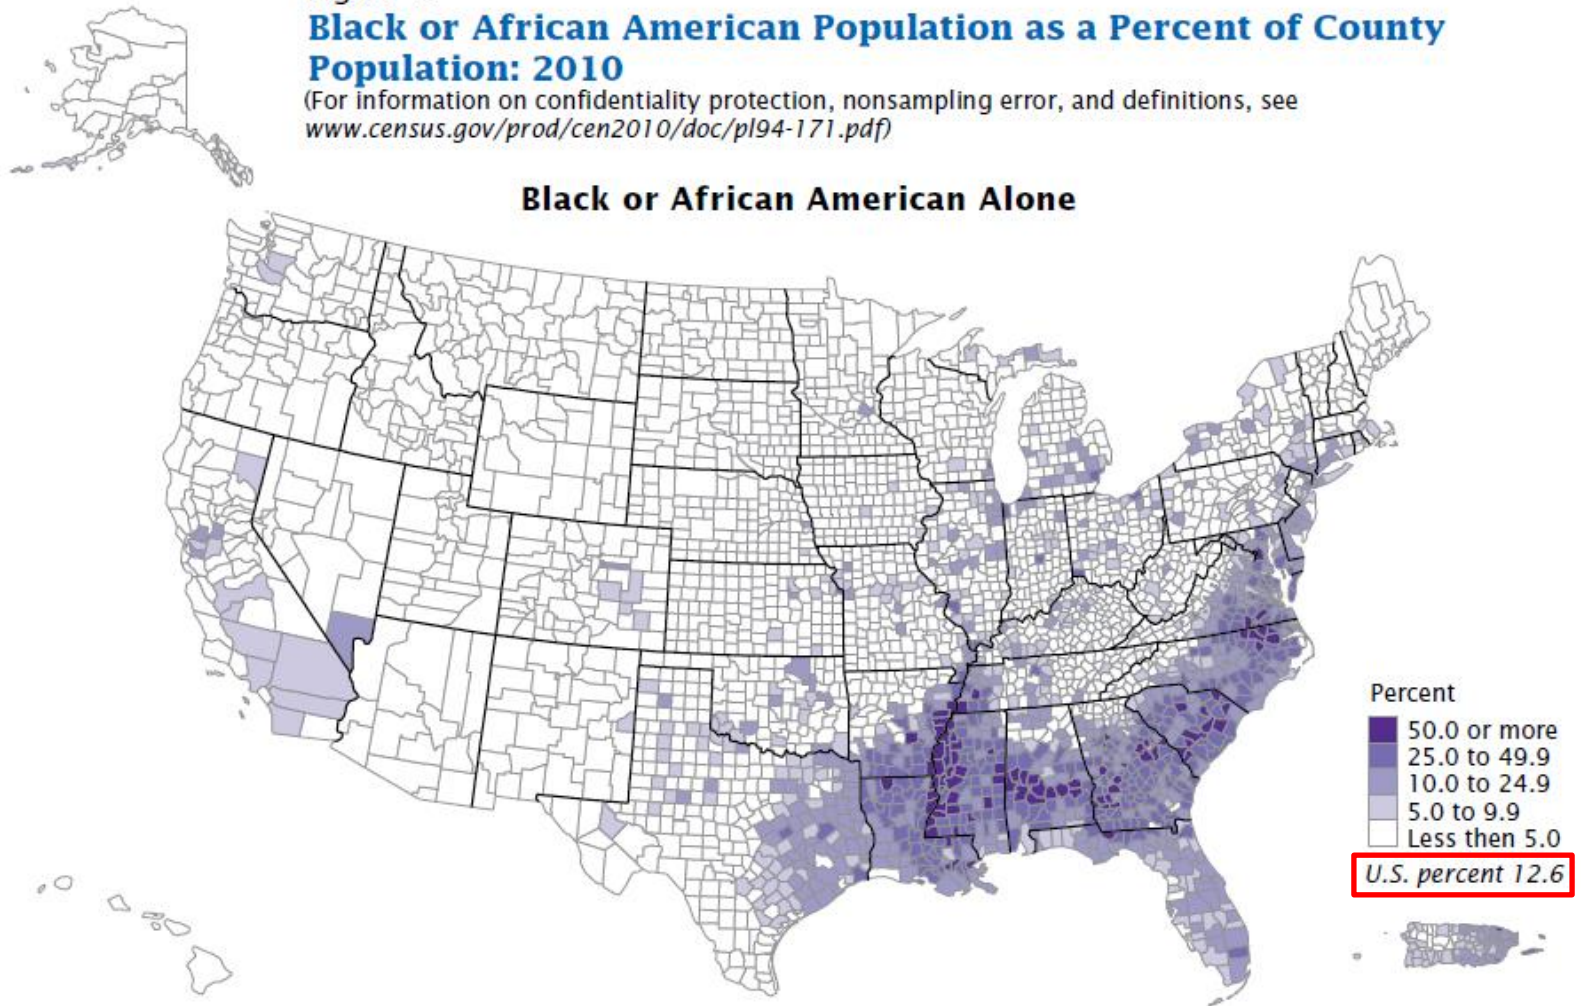 Black or African American Population as a Percent of County
Population: 2010
(For information on confidentiality protection, nonsampling error, and definitions, see
www.census.gov/prod/cen2010/doc/pl94-171.pdf)
Black or African American Alone
Percent
50.0 or more
25.0 to 49.9
10.0 to 24.9
5.0 to 9.9
Less then 5.0
U.S. percent 12.6